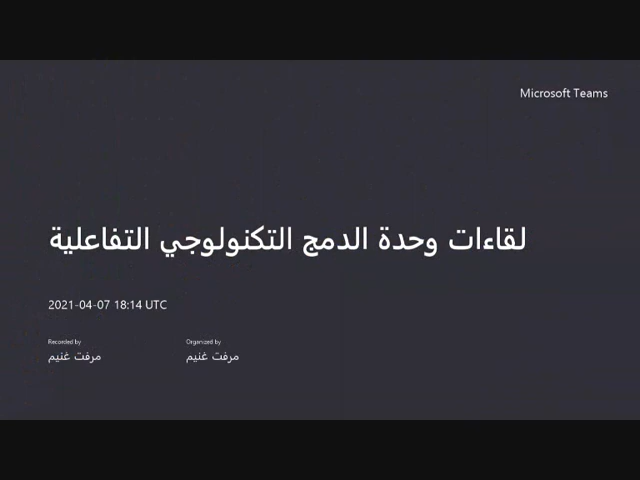 Microsoft Teams
لقاءات وحدة الدمج التكنولوجي التفاعلية
2021-04-07 18:14 UTC
Recorded by
Organized by
مرفت غنيم
مرفت غنيم